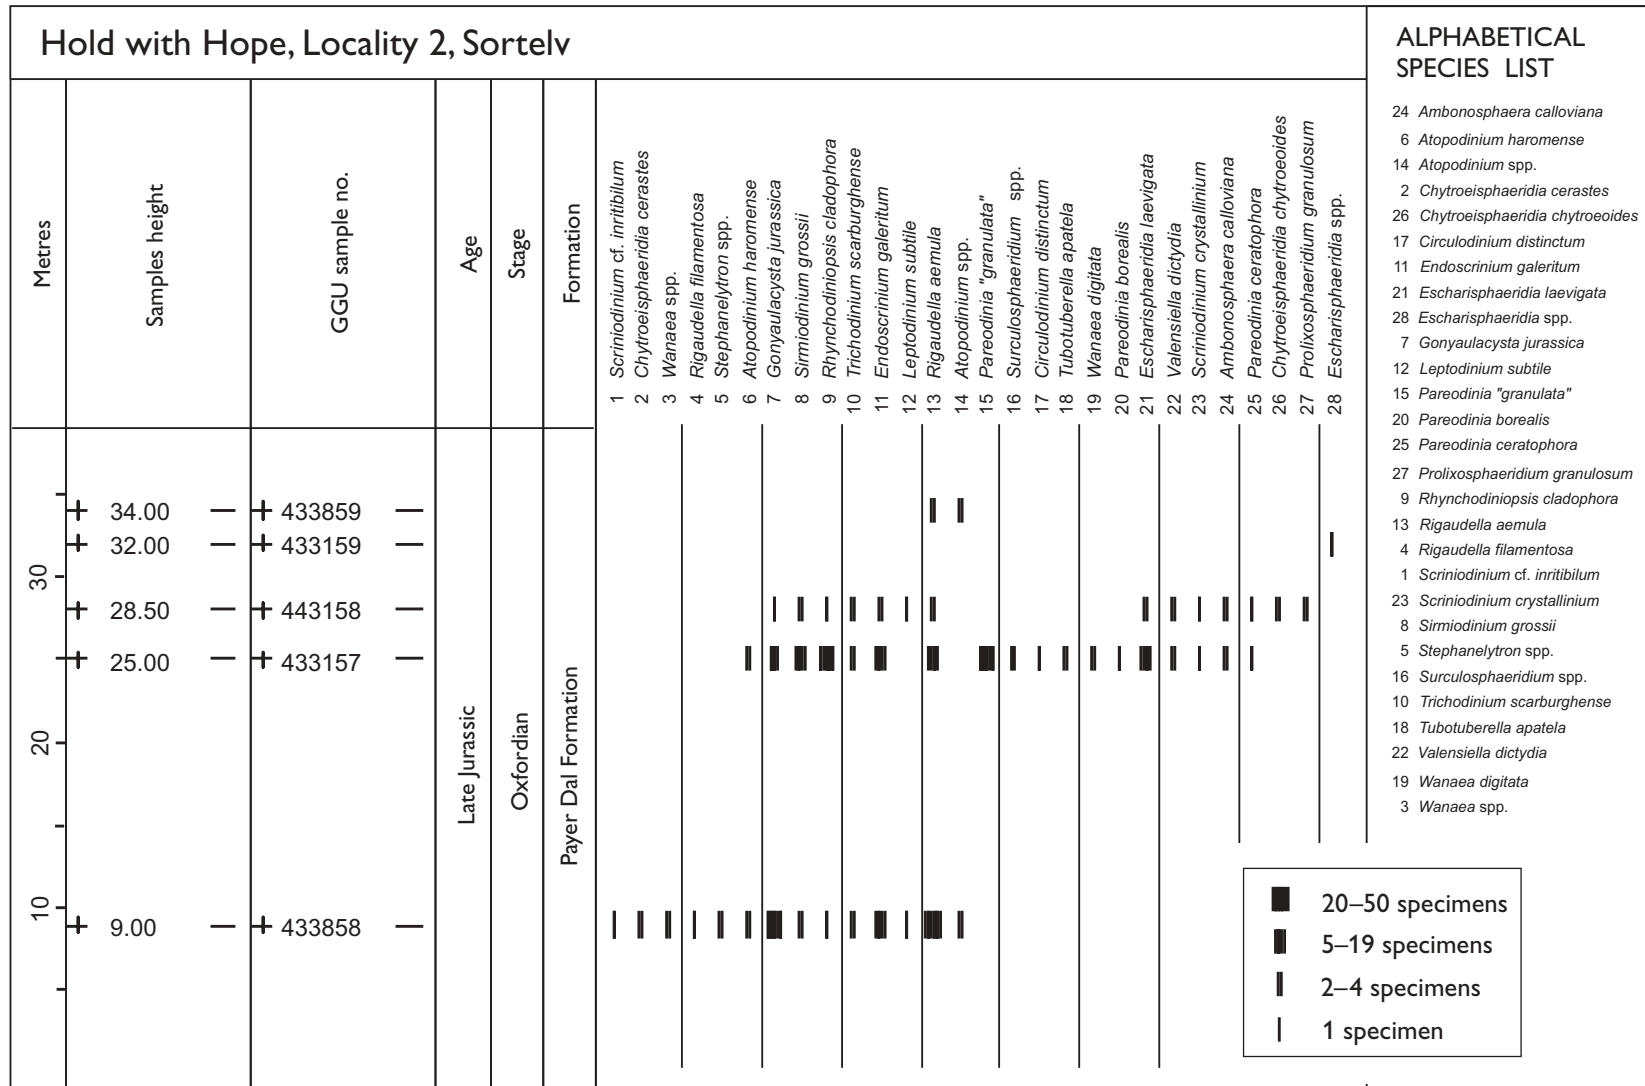 Hold with Hope, Locality 2, Sortelv
Metres
Samples height
GGU sample no.
Age
Stage
Formation
1 Scriniodinium cf. inritibilum
2 Chytroeisphaeridia cerastes
3 Wanaea spp.
4 Rigaudella filamentosa
5 Stephanelytron spp.
6 Atopodinium haromense
7 Gonyaulacysta jurassica
8 Sirmiodinium grossii
9 Rhynchodiniopsis cladophora
10 Trichodinium scarburghense
11 Endoscrinium galeritum
12 Leptodinium subtile
13 Rigaudella aemula
14 Atopodinium spp.
15 Pareodinia "granulata"
16 Surculosphaeridium spp.
17 Circulodinium distinctum
18 Tubotuberella apatela
19 Wanaea digitata
20 Pareodinia borealis
21 Escharisphaeridia laevigata
22 Valensiella dictydia
23 Scriniodinium crystallinium
24 Ambonosphaera calloviana
25 Pareodinia ceratophora
26 Chytroeisphaeridia chytroeoides
27 Prolixosphaeridium granulosum
28 Escharisphaeridia spp.
34.00 433859
32.00 433159
30
28.50 443158
25.00 433157
20
10
9.00 433858
Late Jurassic
Oxfordian
Payer Dal Formation
ALPHABETICAL
SPECIES LIST
24 Ambonosphaera calloviana
6 Atopodinium haromense
14 Atopodinium spp.
2 Chytroeisphaeridia cerastes
26 Chytroeisphaeridia chytroeoides
17 Circulodinium distinctum
11 Endoscrinium galeritum
21 Escharisphaeridia laevigata
28 Escharisphaeridia spp.
7 Gonyaulacysta jurassica
12 Leptodinium subtile
15 Pareodinia "granulata"
20 Pareodinia borealis
25 Pareodinia ceratophora
27 Prolixosphaeridium granulosum
9 Rhynchodiniopsis cladophora
13 Rigaudella aemula
4 Rigaudella filamentosa
1 Scriniodinium cf. inritibilum
23 Scriniodinium crystallinium
8 Sirmiodinium grossii
5 Stephanelytron spp.
16 Surculosphaeridium spp.
10 Trichodinium scarburghense
18 Tubotuberella apatela
22 Valensiella dictydia
19 Wanaea digitata
3 Wanaea spp.
20–50 specimens
5–19 specimens
2–4 specimens
1 specimen